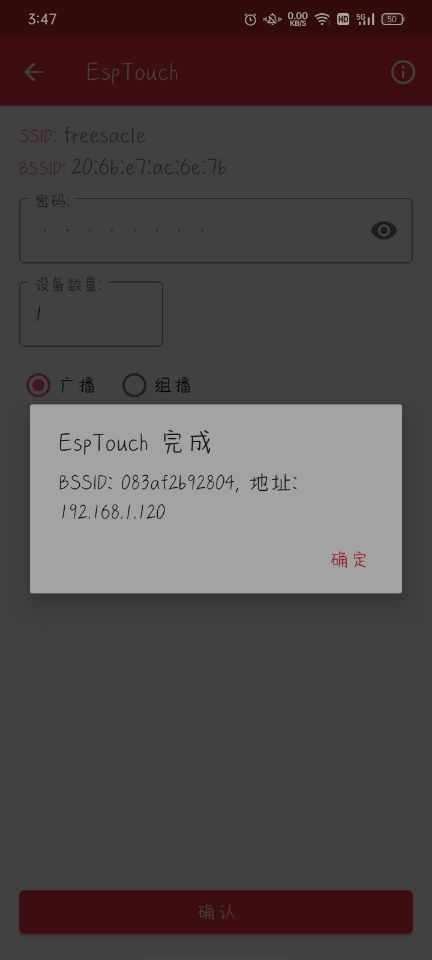 3:47 0.00 KB/S HD 5G 50
EspTouch
SSID: freesacle
BSSID: 20:6b:e7:ac:6e:7b
密码:
········
设备数量:
1
广播 组播
EspTouch 完成
BSSID: 083af2b92804, 地址:
192.168.1.120
确定
确认